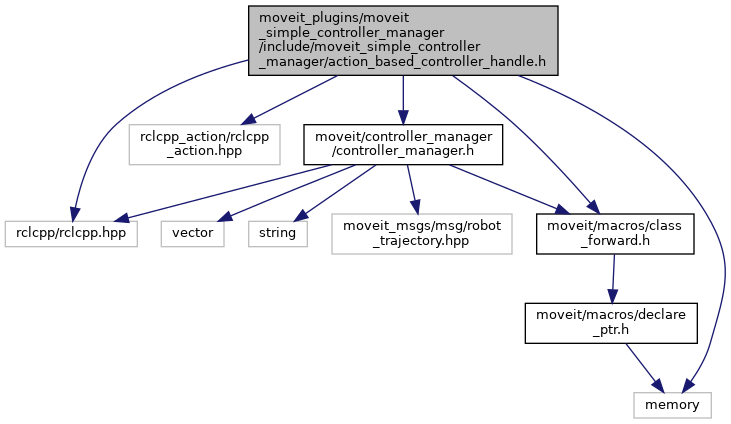 moveit_plugins/moveit
_simple_controller_manager
/include/moveit_simple_controller
_manager/action_based_controller_handle.h
rclcpp_action/rclcpp
_action.hpp
moveit/controller_manager
/controller_manager.h
rclcpp/rclcpp.hpp
vector
string
moveit_msgs/msg/robot
_trajectory.hpp
moveit/macros/class
_forward.h
moveit/macros/declare
_ptr.h
memory